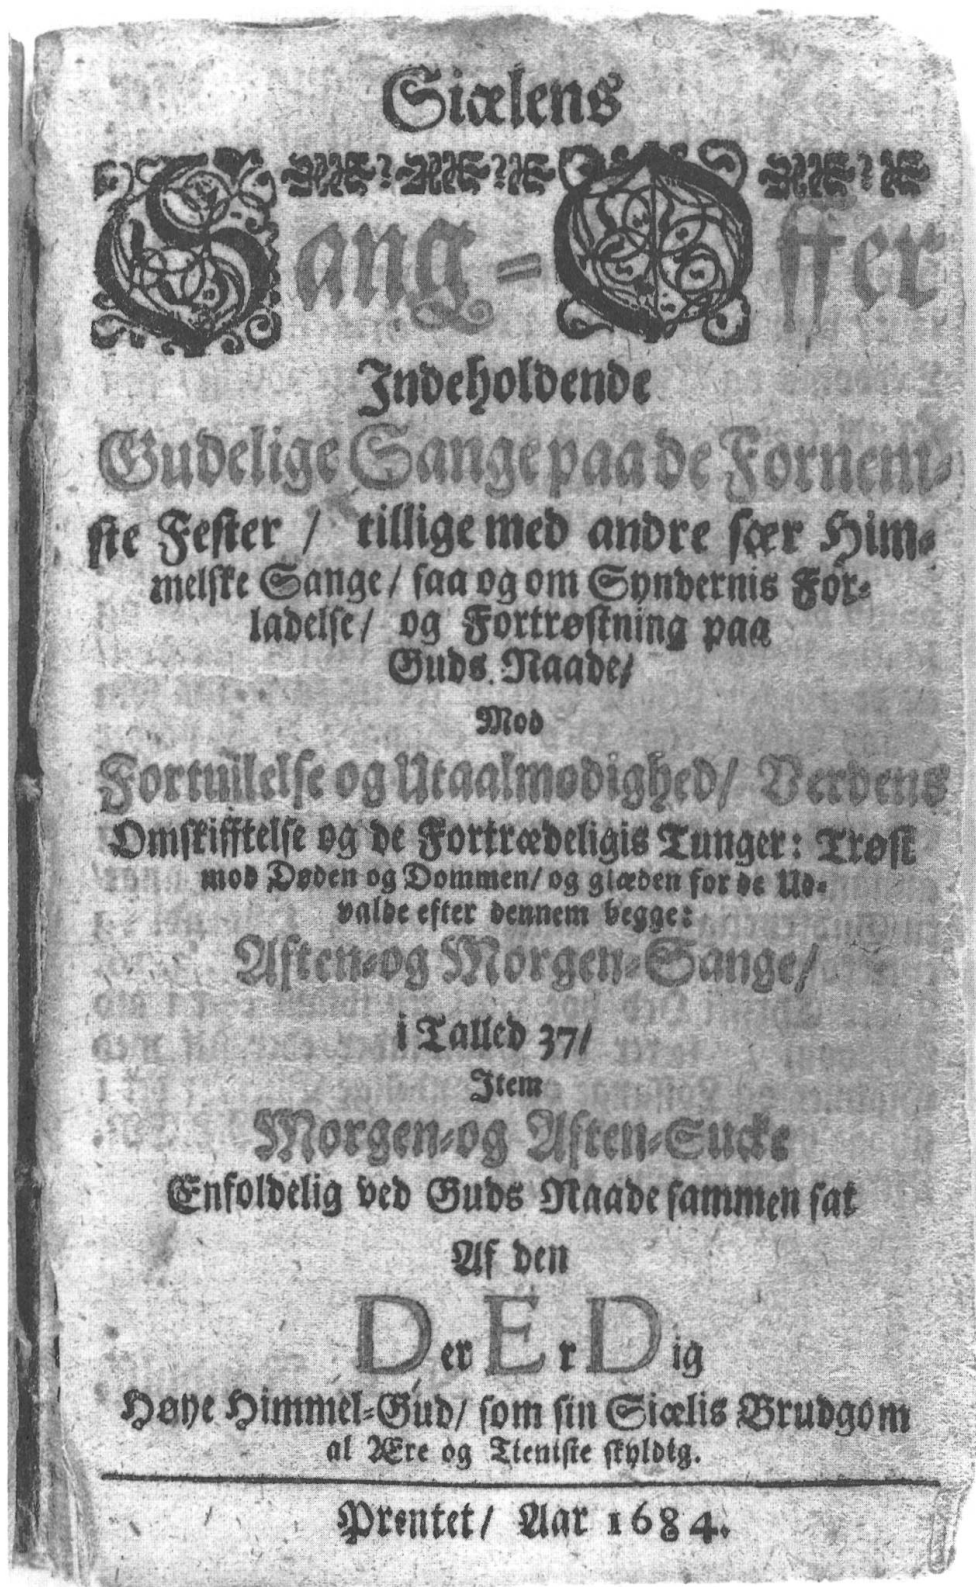 Siælens
Sang-Offer
Indeholdende
Gudelige Sange paa de Fornem-
ste Fester / tillige med andre sær Him-
melske Sange / saa og om Syndernis For-
ladelse / og Fortrøstning paa
Guds Naade /
Mod
Fortuilelse og Utaalmodighed / Verdens
Omskifftelse og de Fortrædeligis Tunger: Trøst
mod Døden og Dommen / og glæden for de Ud-
valde efter dennem begge:
Aften-og Morgen-Sange /
i Talled 37 /
Item
Morgen-og Aften-Sucke
Enfoldelig ved Guds Naade sammen sat
Af den
Der Er Dig
Høye Himmel-Gud / som sin Siælis Brudgom
al Ære og Tieniste skyldig.
Prentet / Aar 1684.